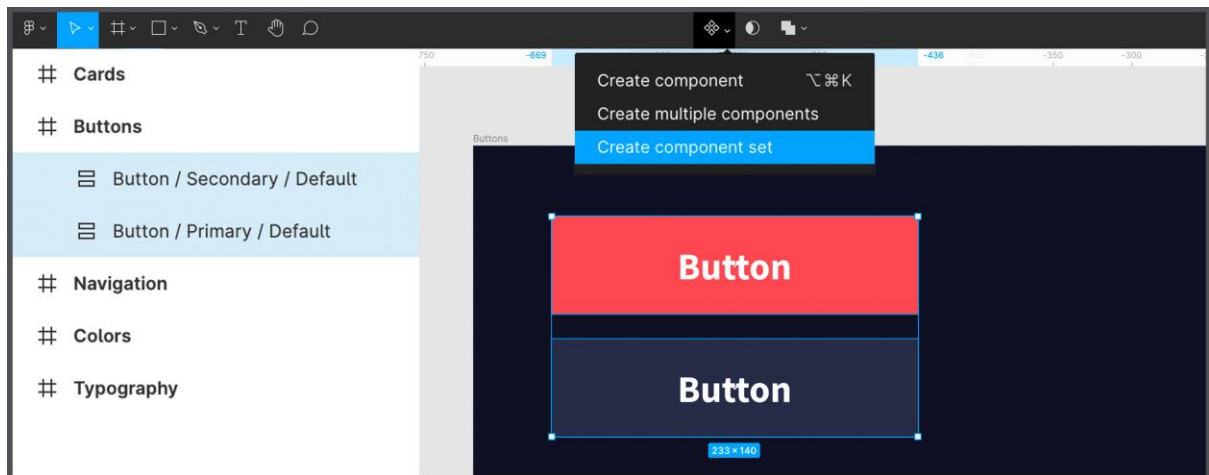 T
750
-669
-436
-350
-300
Cards
Create component ⌥⌘K
Buttons
Create multiple components
Buttons
Create component set
Button / Secondary / Default
Button / Primary / Default
Button
Navigation
Colors
Button
Typography
233 × 140